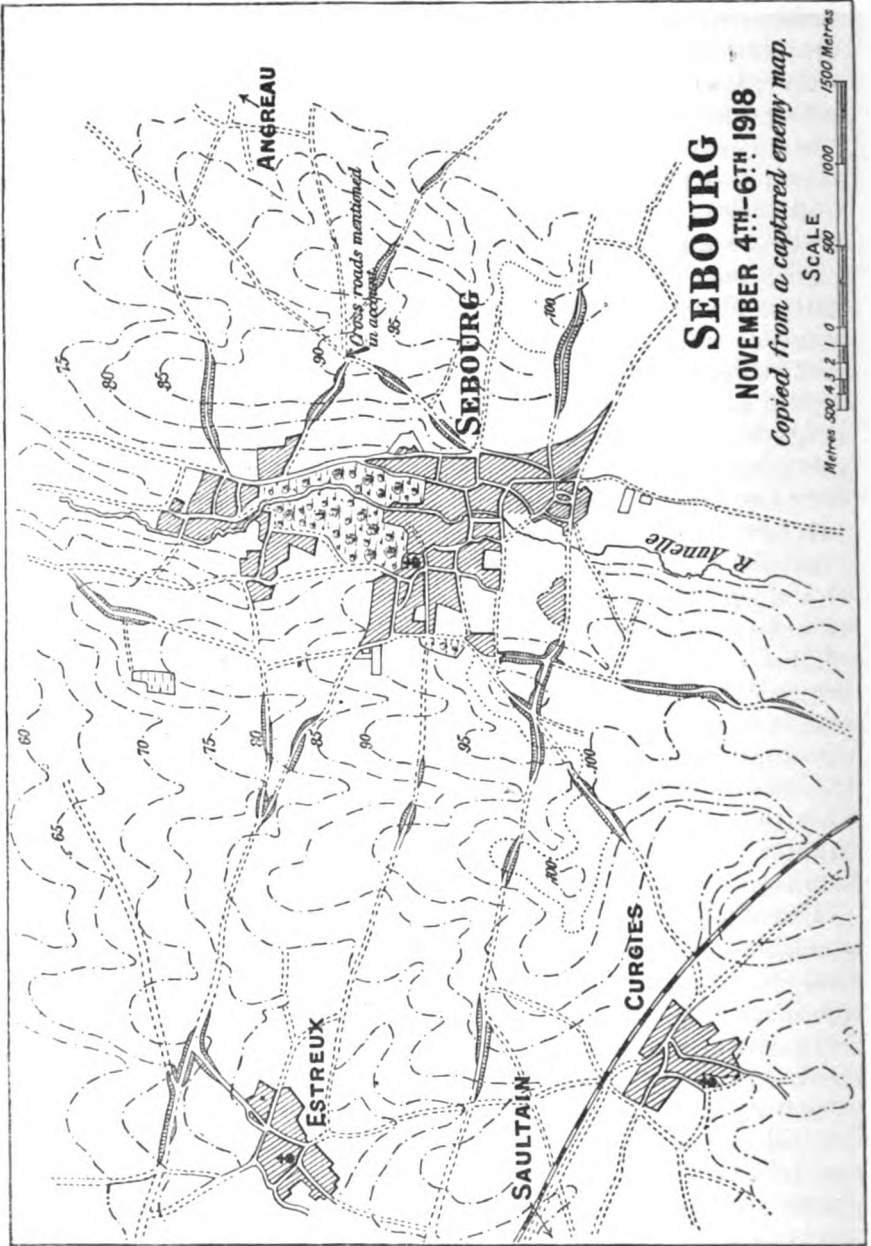 SEBOURG
NOVEMBER 4TH-6TH 1918
Copied from a captured enemy map.
SCALE
Metres 500 4 3 2 0 500 1000 1500 Metres
ANGREAU
Cross roads mentioned
in account
SEBOURG
R. Aunelle
ESTREUX
SAULTAIN
CURGIES
60
65
70
75
80
85
90
95
100
100
75
80
85
90
95
100